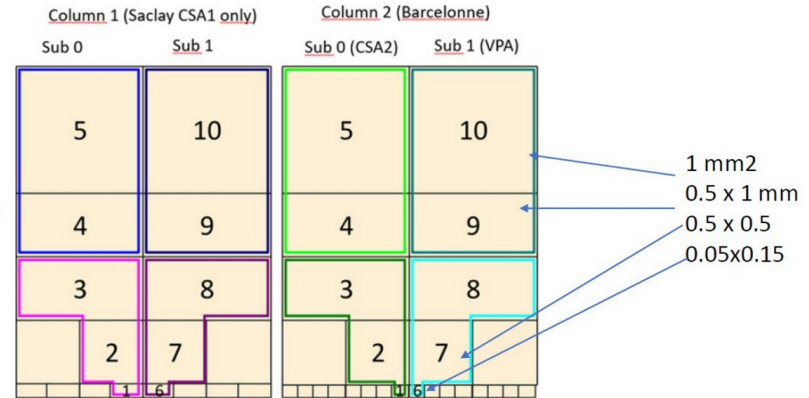 Column 1 (Saclay CSA1 only)
Column 2 (Barcelonne)
Sub 0
Sub 1
Sub 0 (CSA2)
Sub 1 (VPA)
5
10
5
10
1 mm2
0.5 x 1 mm
4
9
4
9
0.5 x 0.5
0.05x0.15
3
8
3
8
2
7
2
7
1
6
1
6